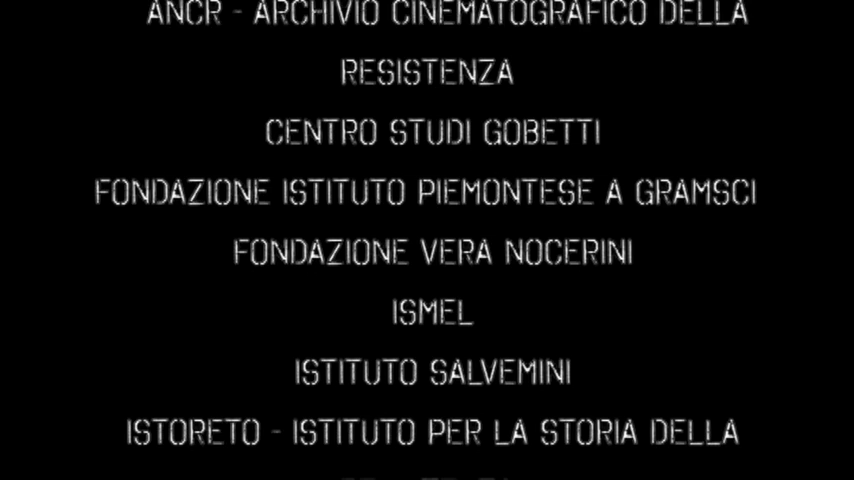 ANCR - ARCHIVIO CINEMATOGRAFICO DELLA
RESISTENZA
CENTRO STUDI GOBETTI
FONDAZIONE ISTITUTO PIEMONTESE A GRAMSCI
FONDAZIONE VERA NOCERINI
ISMEL
ISTITUTO SALVEMINI
ISTORETO - ISTITUTO PER LA STORIA DELLA